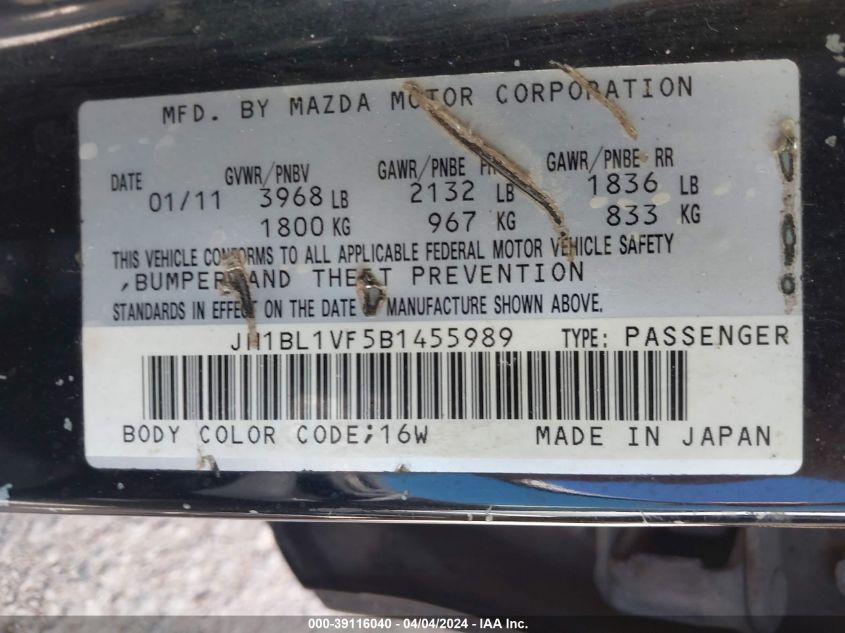 MFD. BY MAZDA MOTOR CORPORATION
DATE GVWR/PNBV GAWR/PNBE FR GAWR/PNBE RR
01/11 3968 LB 2132 LB 1836 LB
1800 KG 967 KG 833 KG
THIS VEHICLE CONFORMS TO ALL APPLICABLE FEDERAL MOTOR VEHICLE SAFETY
,BUMPER AND THEFT PREVENTION
STANDARDS IN EFFECT ON THE DATE OF MANUFACTURE SHOWN ABOVE.
JM1BL1VF5B1455989 TYPE: PASSENGER
BODY COLOR CODE;16W MADE IN JAPAN
000-39116040 - 04/04/2024 - IAA Inc.